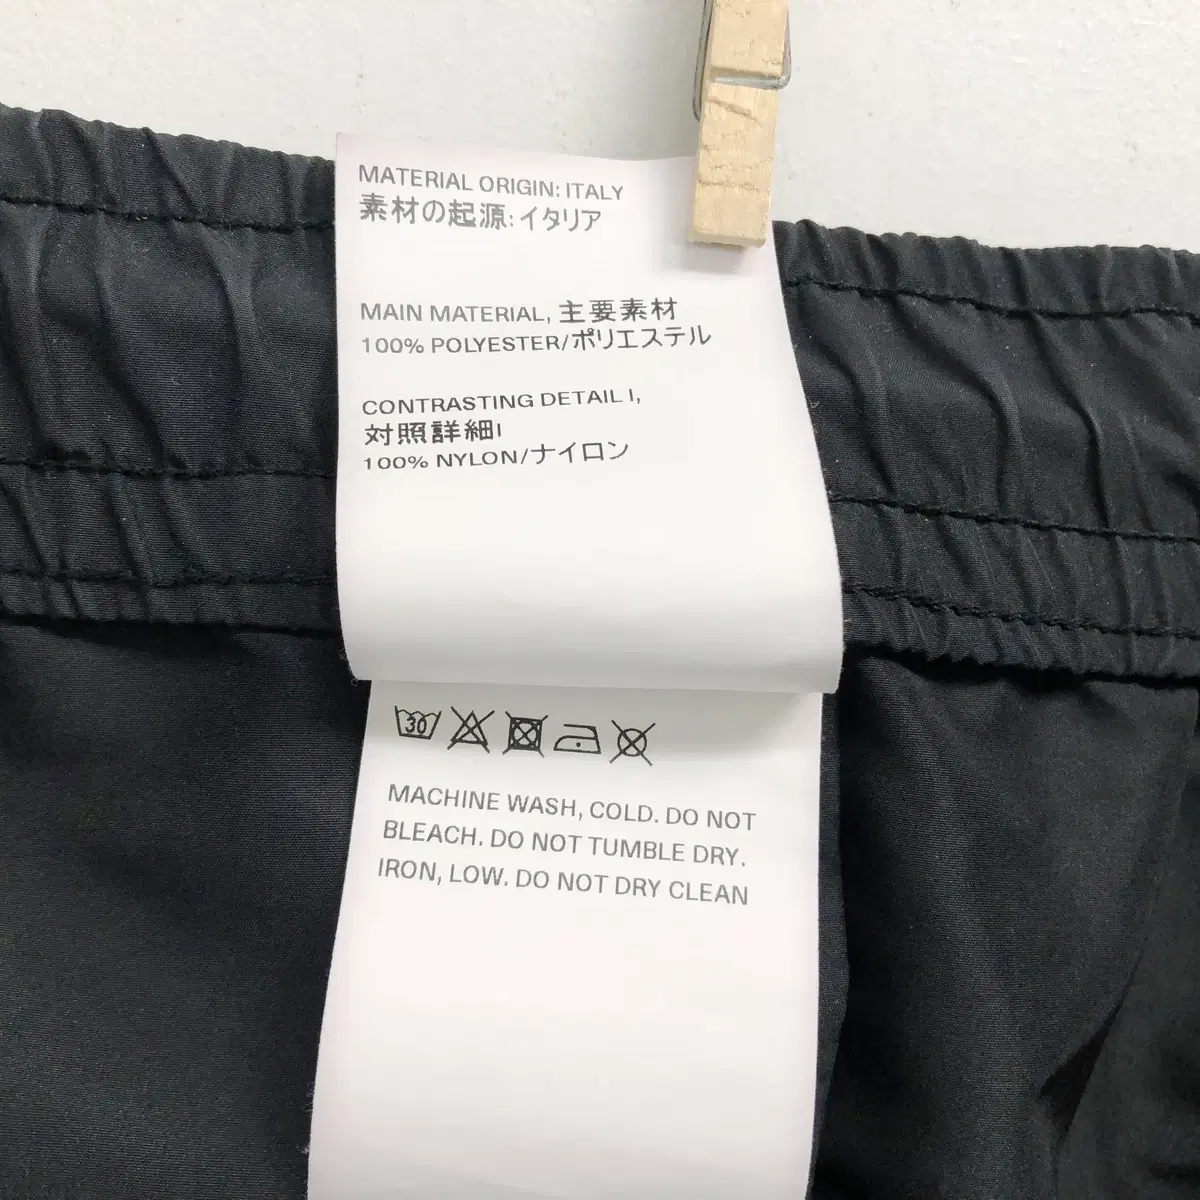 MATERIAL ORIGIN: ITALY
素材の起源: イタリア
MAIN MATERIAL, 主要素材
100% POLYESTER/ポリエステル
CONTRASTING DETAIL I,
対照詳細I
100% NYLON/ナイロン
30
MACHINE WASH, COLD. DO NOT
BLEACH. DO NOT TUMBLE DRY.
IRON, LOW. DO NOT DRY CLEAN